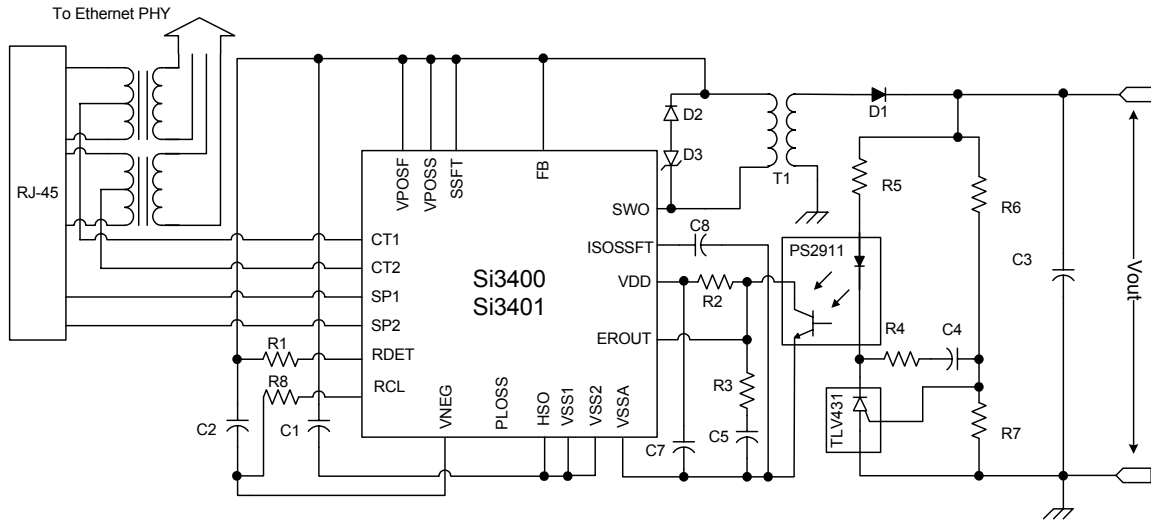 To Ethernet PHY
RJ-45
VPOSF
VPOSS
SSFT
FB
D2
D3
T1
D1
R5
R6
C3
Vout
SWO
ISOSSFT
VDD
EROUT
C8
R2
PS2911
CT1
CT2
SP1
SP2
RDET
RCL
Si3400
Si3401
R1
R8
C2
C1
VNEG
PLOSS
HSO
VSS1
VSS2
VSSA
R3
C7
C5
R4
C4
TLV431
R7